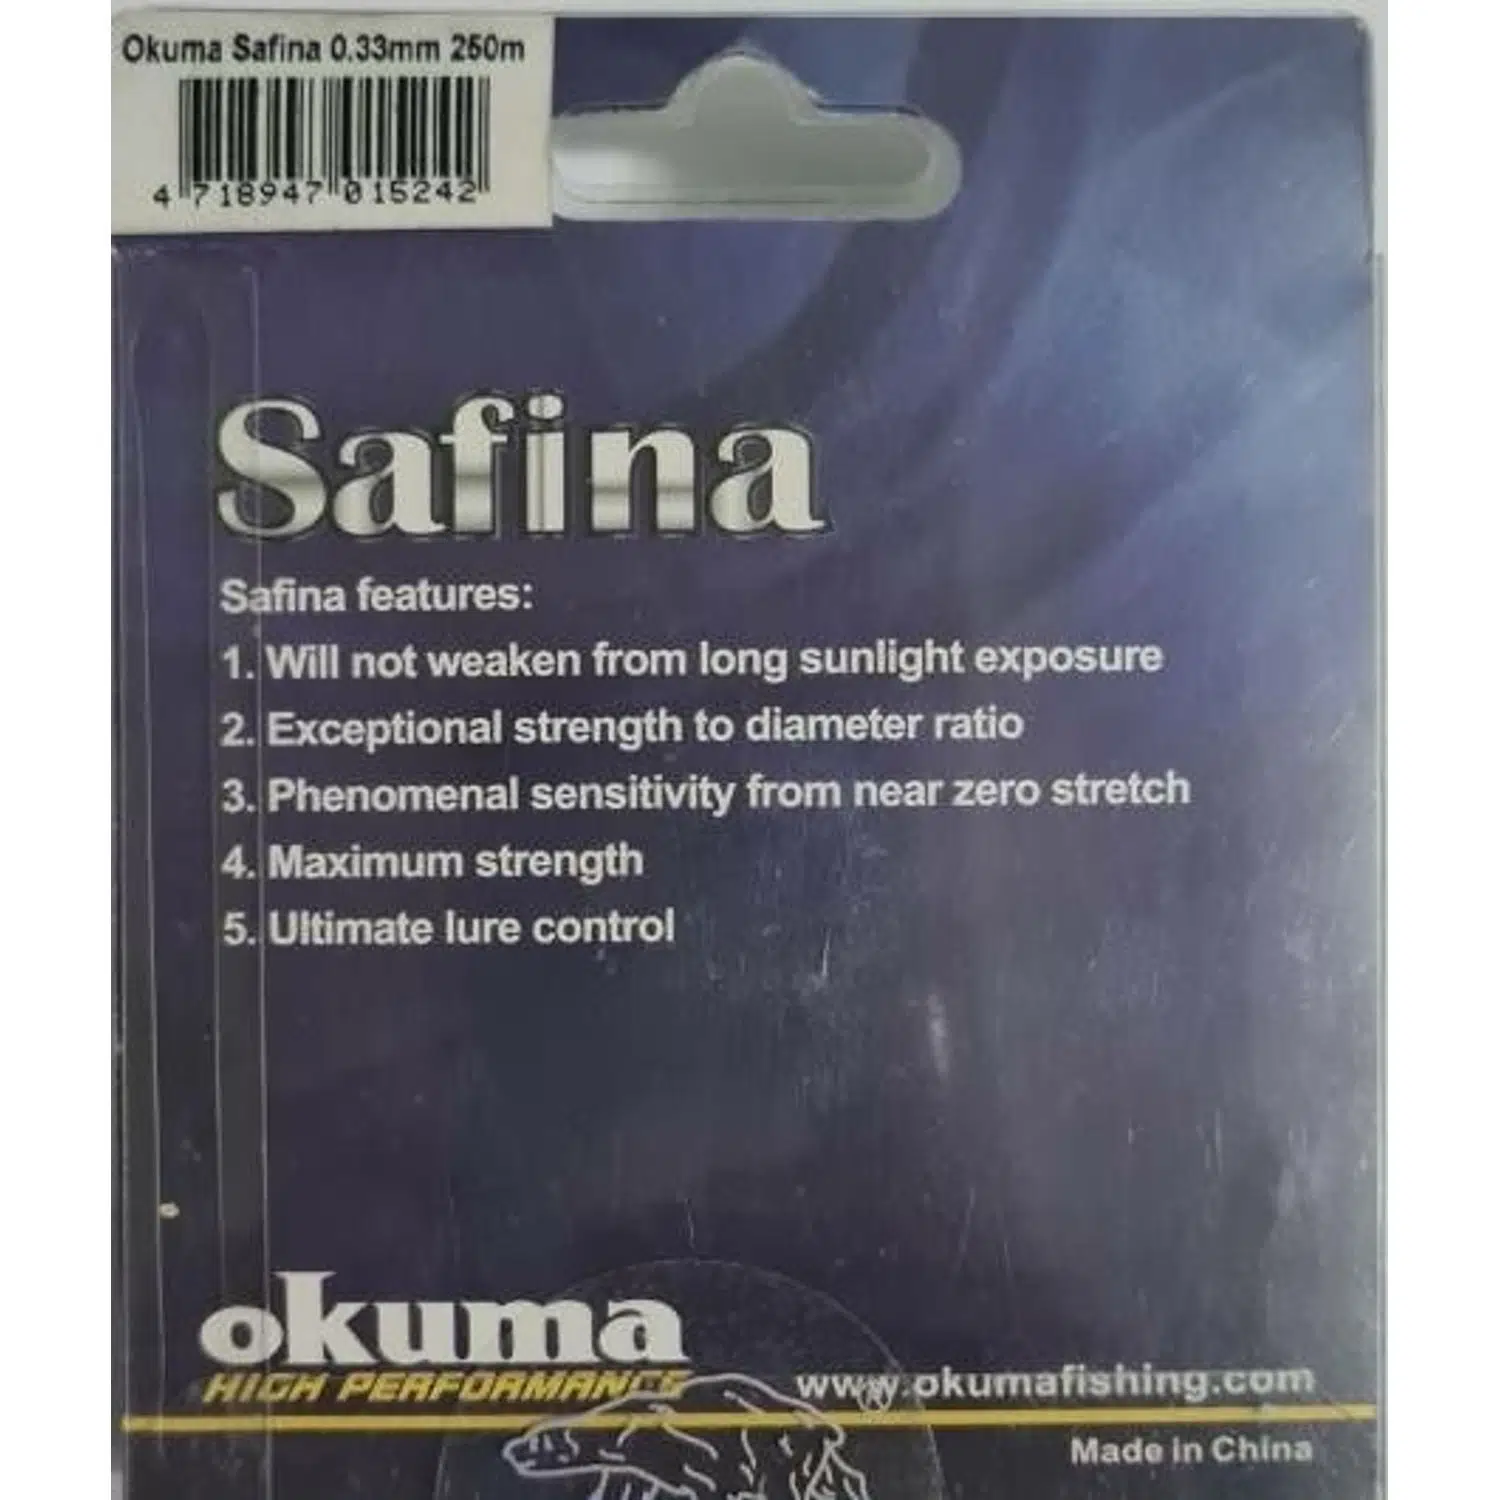 Okuma Safina 0.33mm 250m
4 718947 015242
Safina
Safina features:
1. Will not weaken from long sunlight exposure
2. Exceptional strength to diameter ratio
3. Phenomenal sensitivity from near zero stretch
4. Maximum strength
5. Ultimate lure control
okuma
HIGH PERFORMANCE
www.okumafishing.com
Made in China